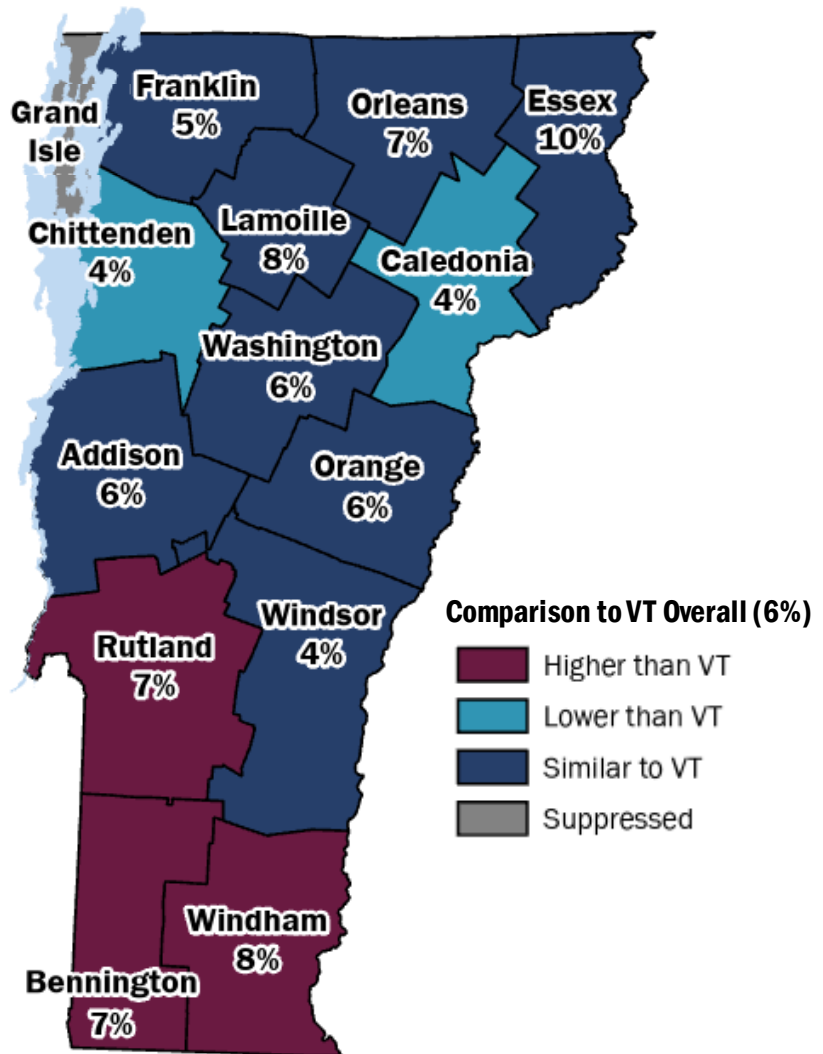 Franklin
5%
Orleans
7%
Essex
10%
Grand
Isle
Lamoille
8%
Chittenden
4%
Caledonia
4%
Washington
6%
Addison
6%
Orange
6%
Windsor
4%
Rutland
7%
Windham
8%
Bennington
7%
Comparison to VT Overall (6%)
Higher than VT
Lower than VT
Similar to VT
Suppressed